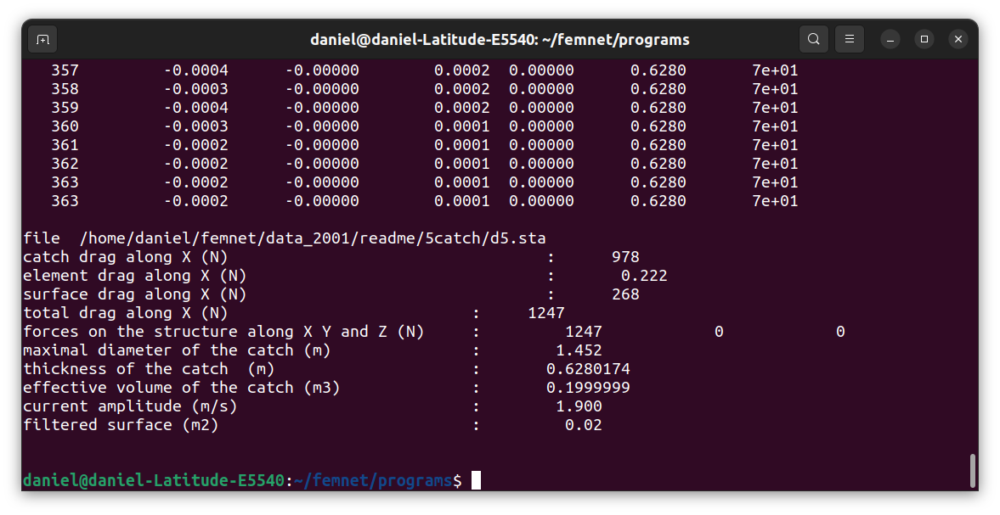 daniel@daniel-Latitude-E5540: ~/femnet/programs
357 -0.0004 -0.00000 0.0002 0.00000 0.6280 7e+01
358 -0.0003 -0.00000 0.0002 0.00000 0.6280 7e+01
359 -0.0004 -0.00000 0.0002 0.00000 0.6280 7e+01
360 -0.0003 -0.00000 0.0001 0.00000 0.6280 7e+01
361 -0.0002 -0.00000 0.0001 0.00000 0.6280 7e+01
362 -0.0002 -0.00000 0.0001 0.00000 0.6280 7e+01
363 -0.0002 -0.00000 0.0001 0.00000 0.6280 7e+01
363 -0.0002 -0.00000 0.0001 0.00000 0.6280 7e+01
file /home/daniel/femnet/data_2001/readme/5catch/d5.sta
catch drag along X (N) : 978
element drag along X (N) : 0.222
surface drag along X (N) : 268
total drag along X (N) : 1247
forces on the structure along X Y and Z (N) : 1247 0 0
maximal diameter of the catch (m) : 1.452
thickness of the catch (m) : 0.6280174
effective volume of the catch (m3) : 0.1999999
current amplitude (m/s) : 1.900
filtered surface (m2) : 0.02
daniel@daniel-Latitude-E5540:~/femnet/programs$